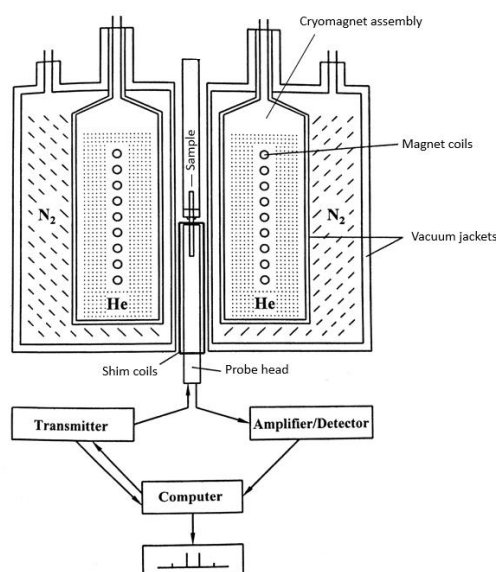 Cryomagnet assembly
Sample
Magnet coils
N2
N2
Vacuum jackets
He
He
Shim coils
Probe head
Transmitter
Amplifier/Detector
Computer